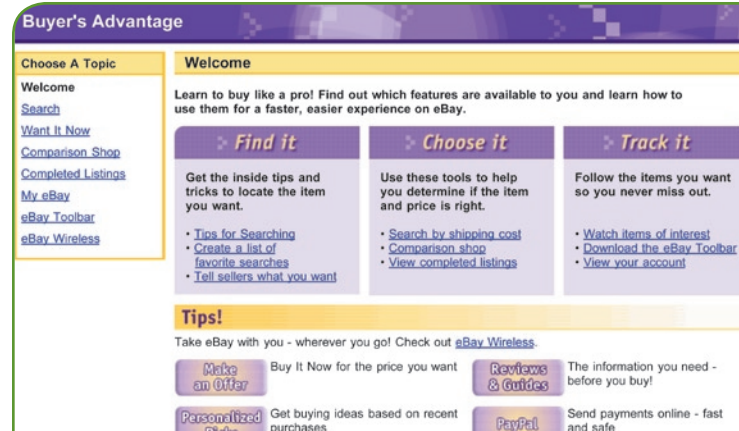 Buyer's Advantage
Choose A Topic
Welcome
Search
Want It Now
Comparison Shop
Completed Listings
My eBay
eBay Toolbar
eBay Wireless
Welcome
Learn to buy like a pro! Find out which features are available to you and learn how to
use them for a faster, easier experience on eBay.
Find it
Get the inside tips and
tricks to locate the item
you want.
• Tips for Searching
• Create a list of
favorite searches
• Tell sellers what you want
Choose it
Use these tools to help
you determine if the item
and price is right.
• Search by shipping cost
• Comparison shop
• View completed listings
Track it
Follow the items you want
so you never miss out.
• Watch items of interest
• Download the eBay Toolbar
• View your account
Tips!
Take eBay with you - wherever you go! Check out eBay Wireless.
Make
an Offer
Buy It Now for the price you want
Reviews
& Guides
The information you need -
before you buy!
Personalized
Picks
Get buying ideas based on recent
purchases
PayPal
Send payments online - fast
and safe